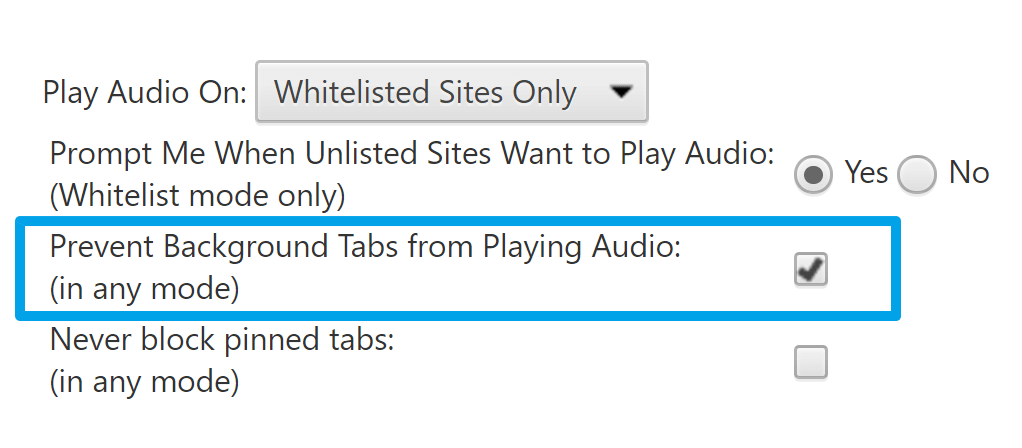 Play Audio On: Whitelisted Sites Only
Prompt Me When Unlisted Sites Want to Play Audio:
(Whitelist mode only)
Yes No
Prevent Background Tabs from Playing Audio:
(in any mode)
Never block pinned tabs:
(in any mode)